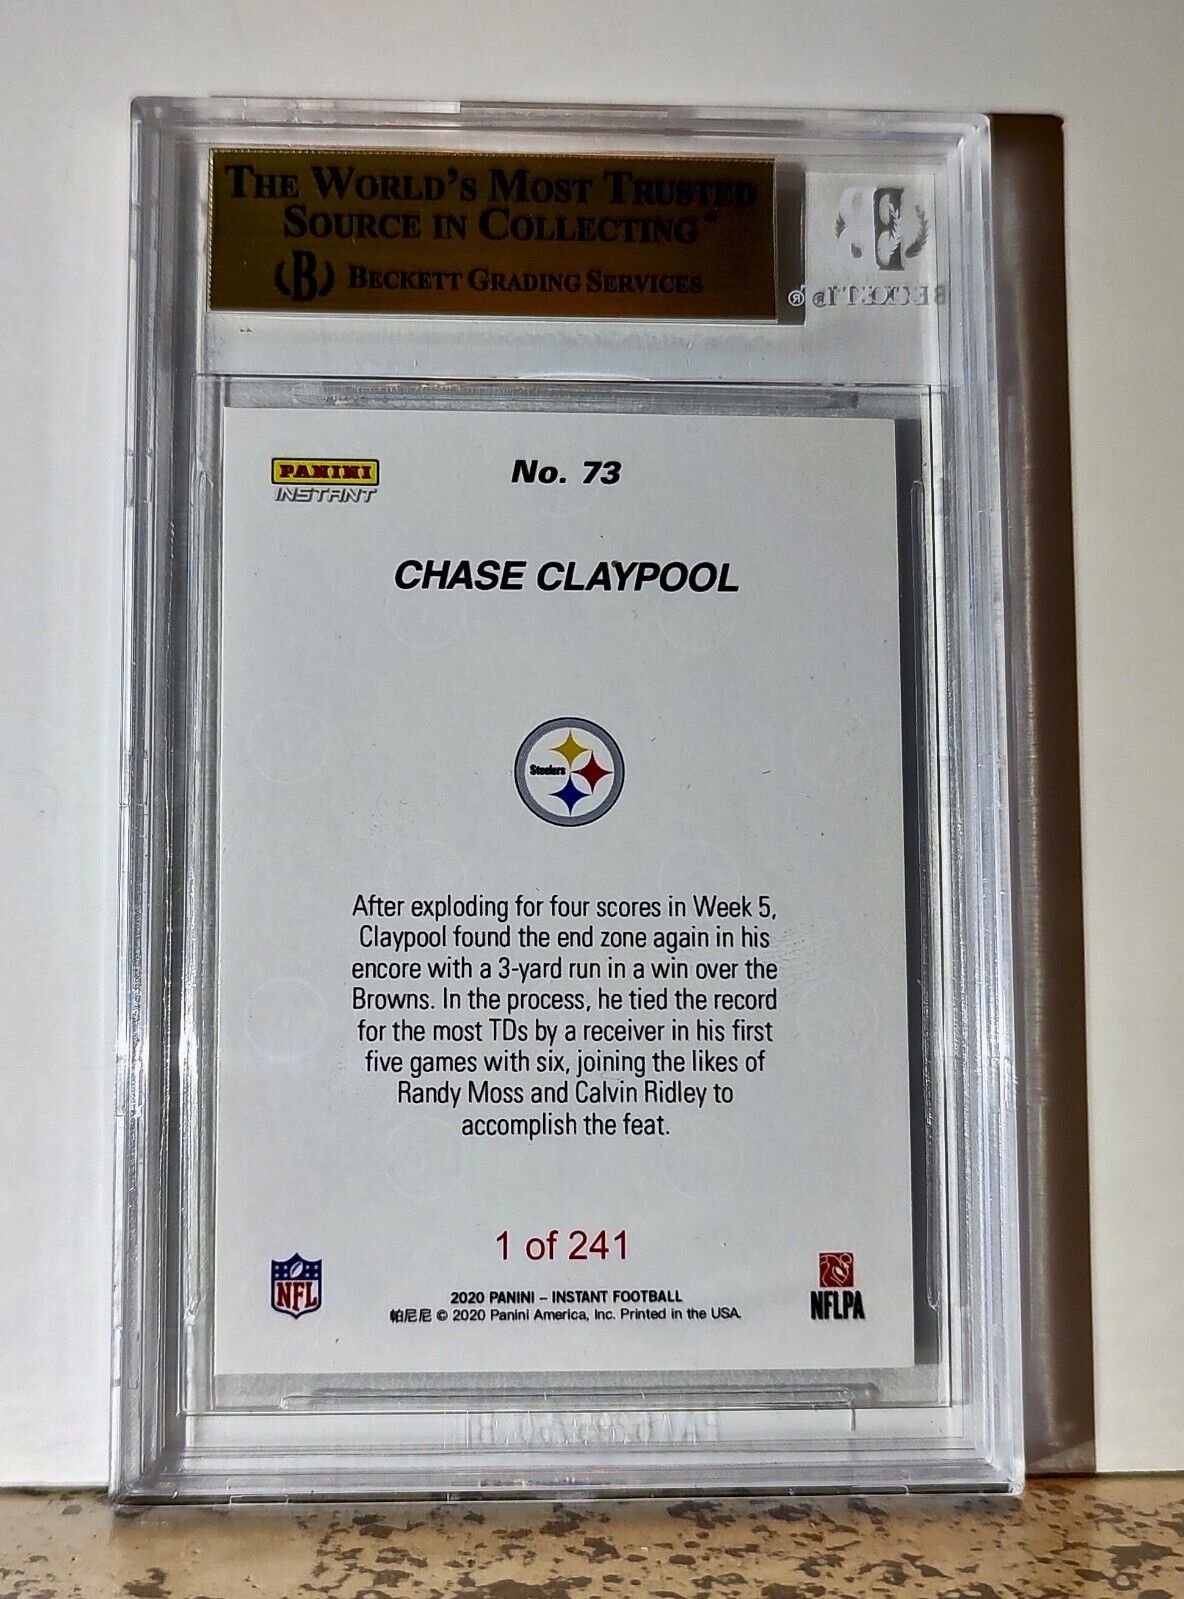 THE WORLD'S MOST TRUSTED
SOURCE IN COLLECTING"
B BECKETT GRADING SERVICES
BECKETT ®
PANINI
INSTANT
No. 73
CHASE CLAYPOOL
Steelers
After exploding for four scores in Week 5,
Claypool found the end zone again in his
encore with a 3-yard run in a win over the
Browns. In the process, he tied the record
for the most TDs by a receiver in his first
five games with six, joining the likes of
Randy Moss and Calvin Ridley to
accomplish the feat.
1 of 241
NFL
2020 PANINI – INSTANT FOOTBALL
帕尼尼 © 2020 Panini America, Inc. Printed in the USA.
NFLPA